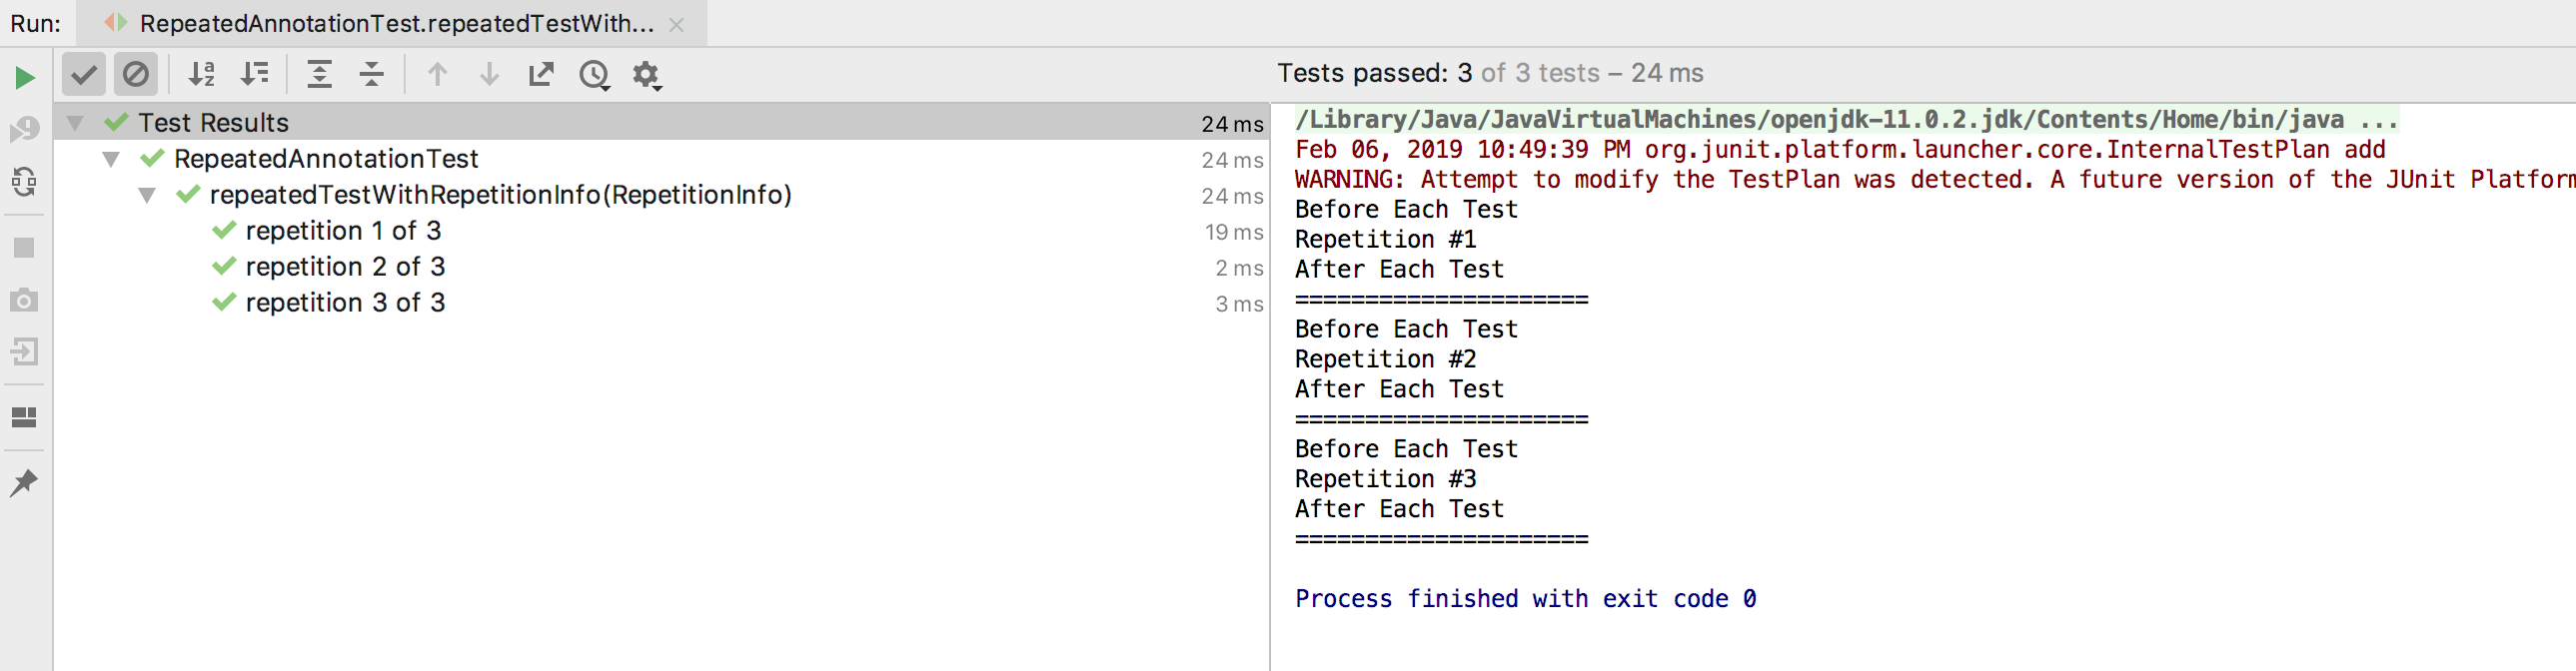 Run: RepeatedAnnotationTest.repeatedTestWith...
Tests passed: 3 of 3 tests – 24 ms
Test Results 24 ms
RepeatedAnnotationTest 24 ms
repeatedTestWithRepetitionInfo(RepetitionInfo) 24 ms
repetition 1 of 3 19 ms
repetition 2 of 3 2 ms
repetition 3 of 3 3 ms
/Library/Java/JavaVirtualMachines/openjdk-11.0.2.jdk/Contents/Home/bin/java ...
Feb 06, 2019 10:49:39 PM org.junit.platform.launcher.core.InternalTestPlan add
WARNING: Attempt to modify the TestPlan was detected. A future version of the JUnit Platform
Before Each Test
Repetition #1
After Each Test
=====================
Before Each Test
Repetition #2
After Each Test
=====================
Before Each Test
Repetition #3
After Each Test
=====================
Process finished with exit code 0